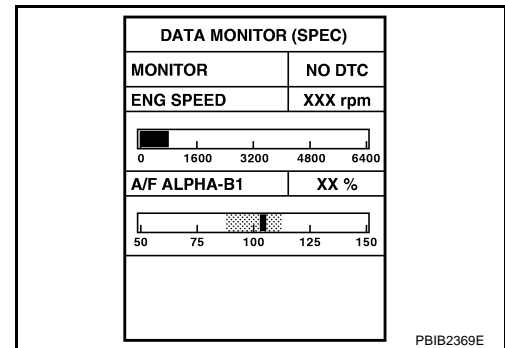 DATA MONITOR (SPEC)
MONITOR NO DTC
ENG SPEED XXX rpm
0 1600 3200 4800 6400
A/F ALPHA-B1 XX %
50 75 100 125 150
PBIB2369E